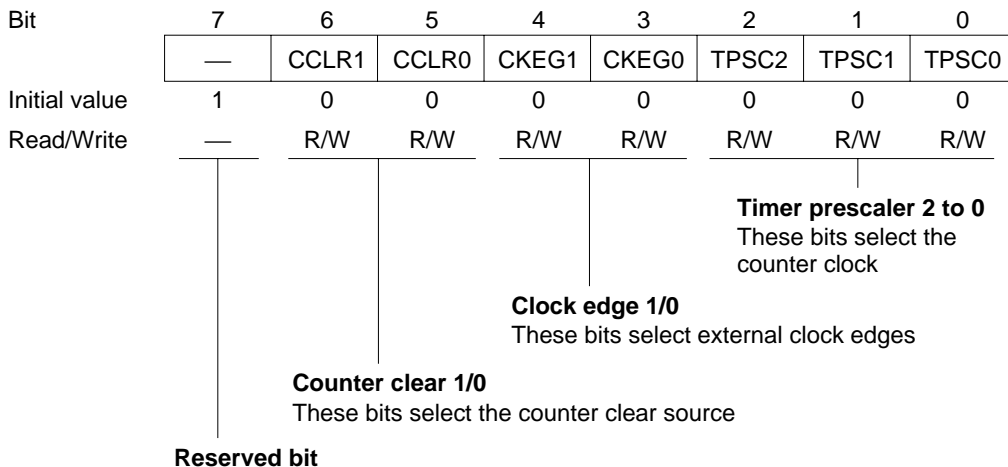 Bit 7 6 5 4 3 2 1 0
— CCLR1 CCLR0 CKEG1 CKEG0 TPSC2 TPSC1 TPSC0
Initial value 1 0 0 0 0 0 0 0
Read/Write — R/W R/W R/W R/W R/W R/W R/W
Timer prescaler 2 to 0
These bits select the
counter clock
Clock edge 1/0
These bits select external clock edges
Counter clear 1/0
These bits select the counter clear source
Reserved bit